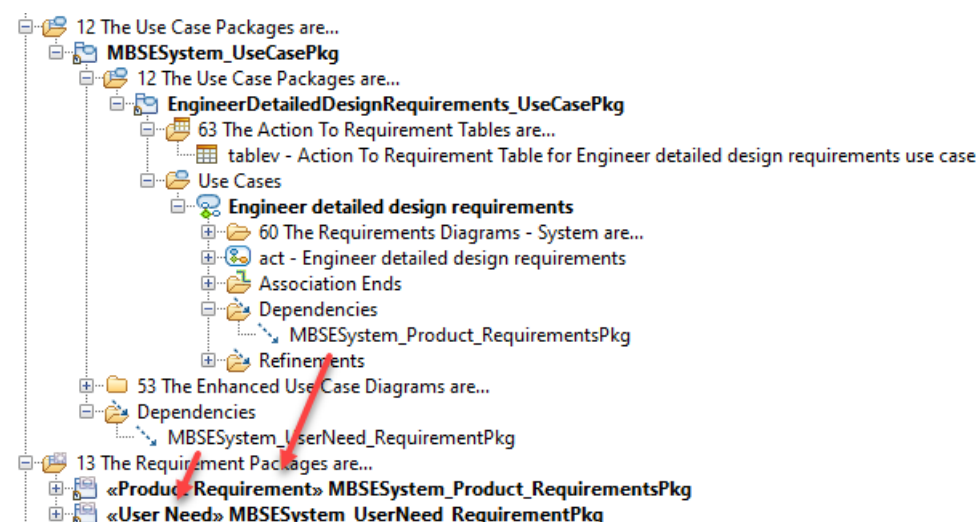 12 The Use Case Packages are...
MBSESystem_UseCasePkg
12 The Use Case Packages are...
EngineerDetailedDesignRequirements_UseCasePkg
63 The Action To Requirement Tables are...
tablev - Action To Requirement Table for Engineer detailed design requirements use case
Use Cases
Engineer detailed design requirements
60 The Requirements Diagrams - System are...
act - Engineer detailed design requirements
Association Ends
Dependencies
MBSESystem_Product_RequirementsPkg
Refinements
53 The Enhanced Use Case Diagrams are...
Dependencies
MBSESystem_UserNeed_RequirementPkg
13 The Requirement Packages are...
«Product Requirement» MBSESystem_Product_RequirementsPkg
«User Need» MBSESystem_UserNeed_RequirementPkg